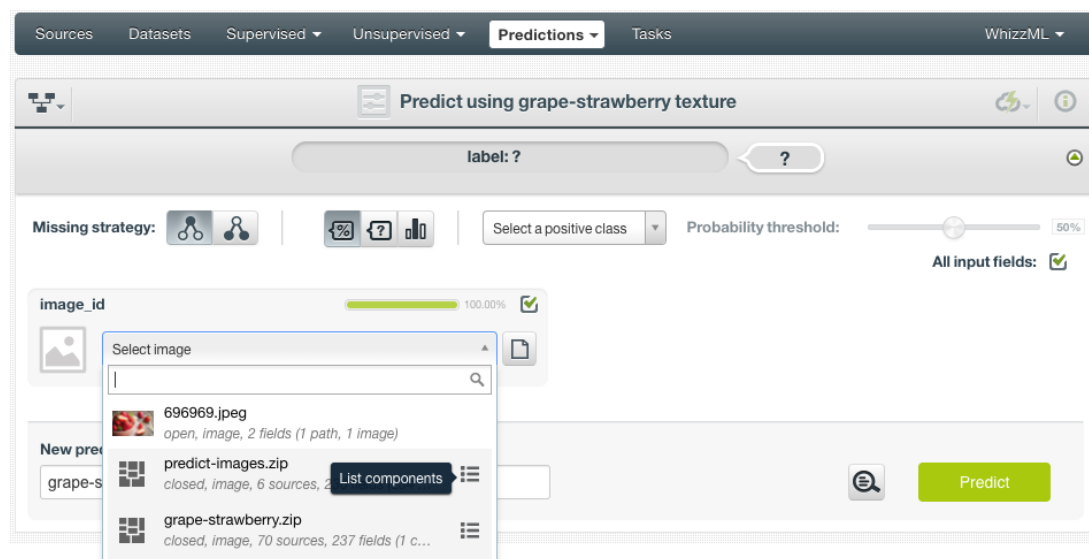 Sources Datasets Supervised Unsupervised Predictions Tasks WhizzML
Predict using grape-strawberry texture
label: ? ?
Missing strategy: % ? Select a positive class Probability threshold: 50%
All input fields:
image_id 100.00%
Select image
696969.jpeg
open, image, 2 fields (1 path, 1 image)
New pre
predict-images.zip
closed, image, 6 sources, 2
List components
grape-s
Predict
grape-strawberry.zip
closed, image, 70 sources, 237 fields (1 c...